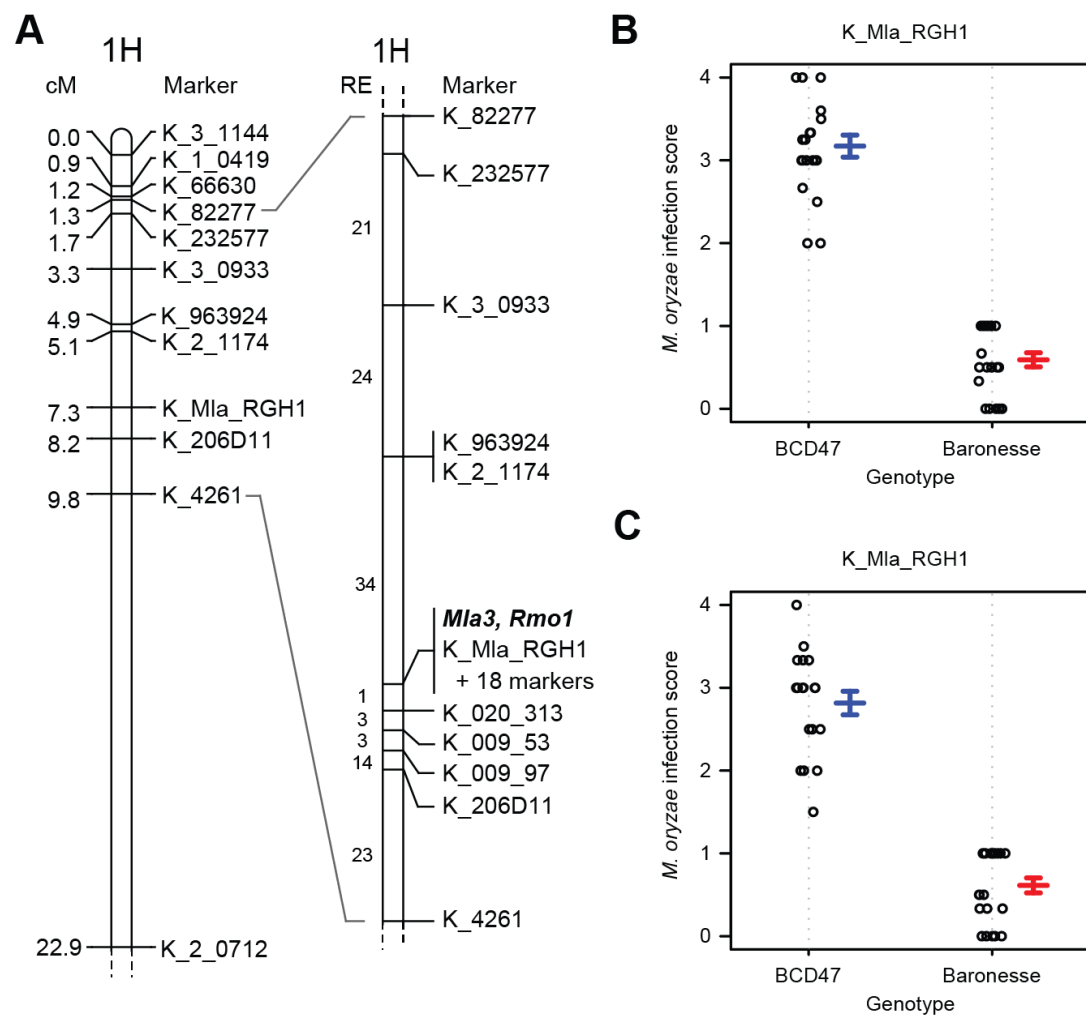 A
1H
cM Marker
0.0 K_3_1144
0.9 K_1_0419
1.2 K_66630
1.3 K_82277
1.7 K_232577
3.3 K_3_0933
4.9 K_963924
5.1 K_2_1174
7.3 K_Mla_RGH1
8.2 K_206D11
9.8 K_4261
22.9 K_2_0712
1H
RE Marker
K_82277
K_232577
21
K_3_0933
24
K_963924
K_2_1174
34
Mla3, Rmo1
K_Mla_RGH1
+ 18 markers
1
K_020_313
3
K_009_53
3
K_009_97
14
K_206D11
23
K_4261
B
K_Mla_RGH1
M. oryzae infection score
4
3
2
1
0
BCD47 Baronesse
Genotype
C
K_Mla_RGH1
M. oryzae infection score
4
3
2
1
0
BCD47 Baronesse
Genotype